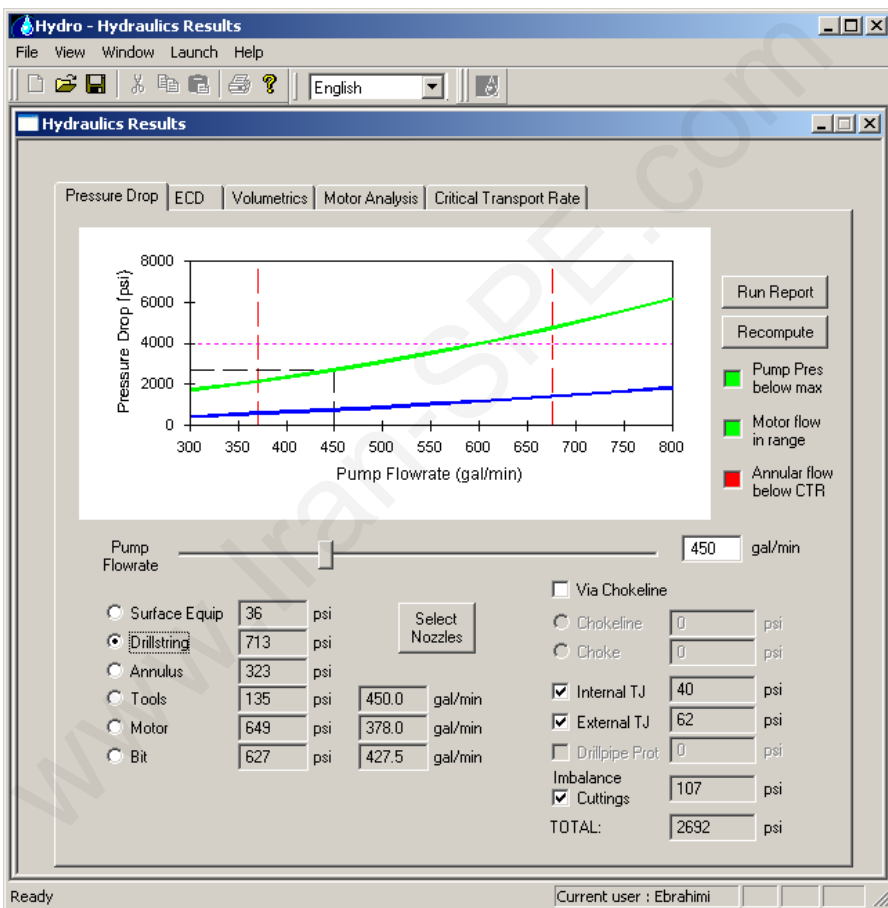 Hydro - Hydraulics Results
File View Window Launch Help
English
Hydraulics Results
Pressure Drop ECD Volumetrics Motor Analysis Critical Transport Rate
Pressure Drop (psi)
8000
6000
4000
2000
0
300 350 400 450 500 550 600 650 700 750 800
Pump Flowrate (gal/min)
Run Report
Recompute
Pump Pres
below max
Motor flow
in range
Annular flow
below CTR
Pump
Flowrate
450 gal/min
Surface Equip 36 psi
Drillstring 713 psi
Annulus 323 psi
Tools 135 psi 450.0 gal/min
Motor 649 psi 378.0 gal/min
Bit 627 psi 427.5 gal/min
Select
Nozzles
Via Chokeline
Chokeline 0 psi
Choke 0 psi
Internal TJ 40 psi
External TJ 62 psi
Drillpipe Prot 0 psi
Imbalance
Cuttings 107 psi
TOTAL: 2692 psi
Ready
Current user : Ebrahimi
www.Iran-SPE.com